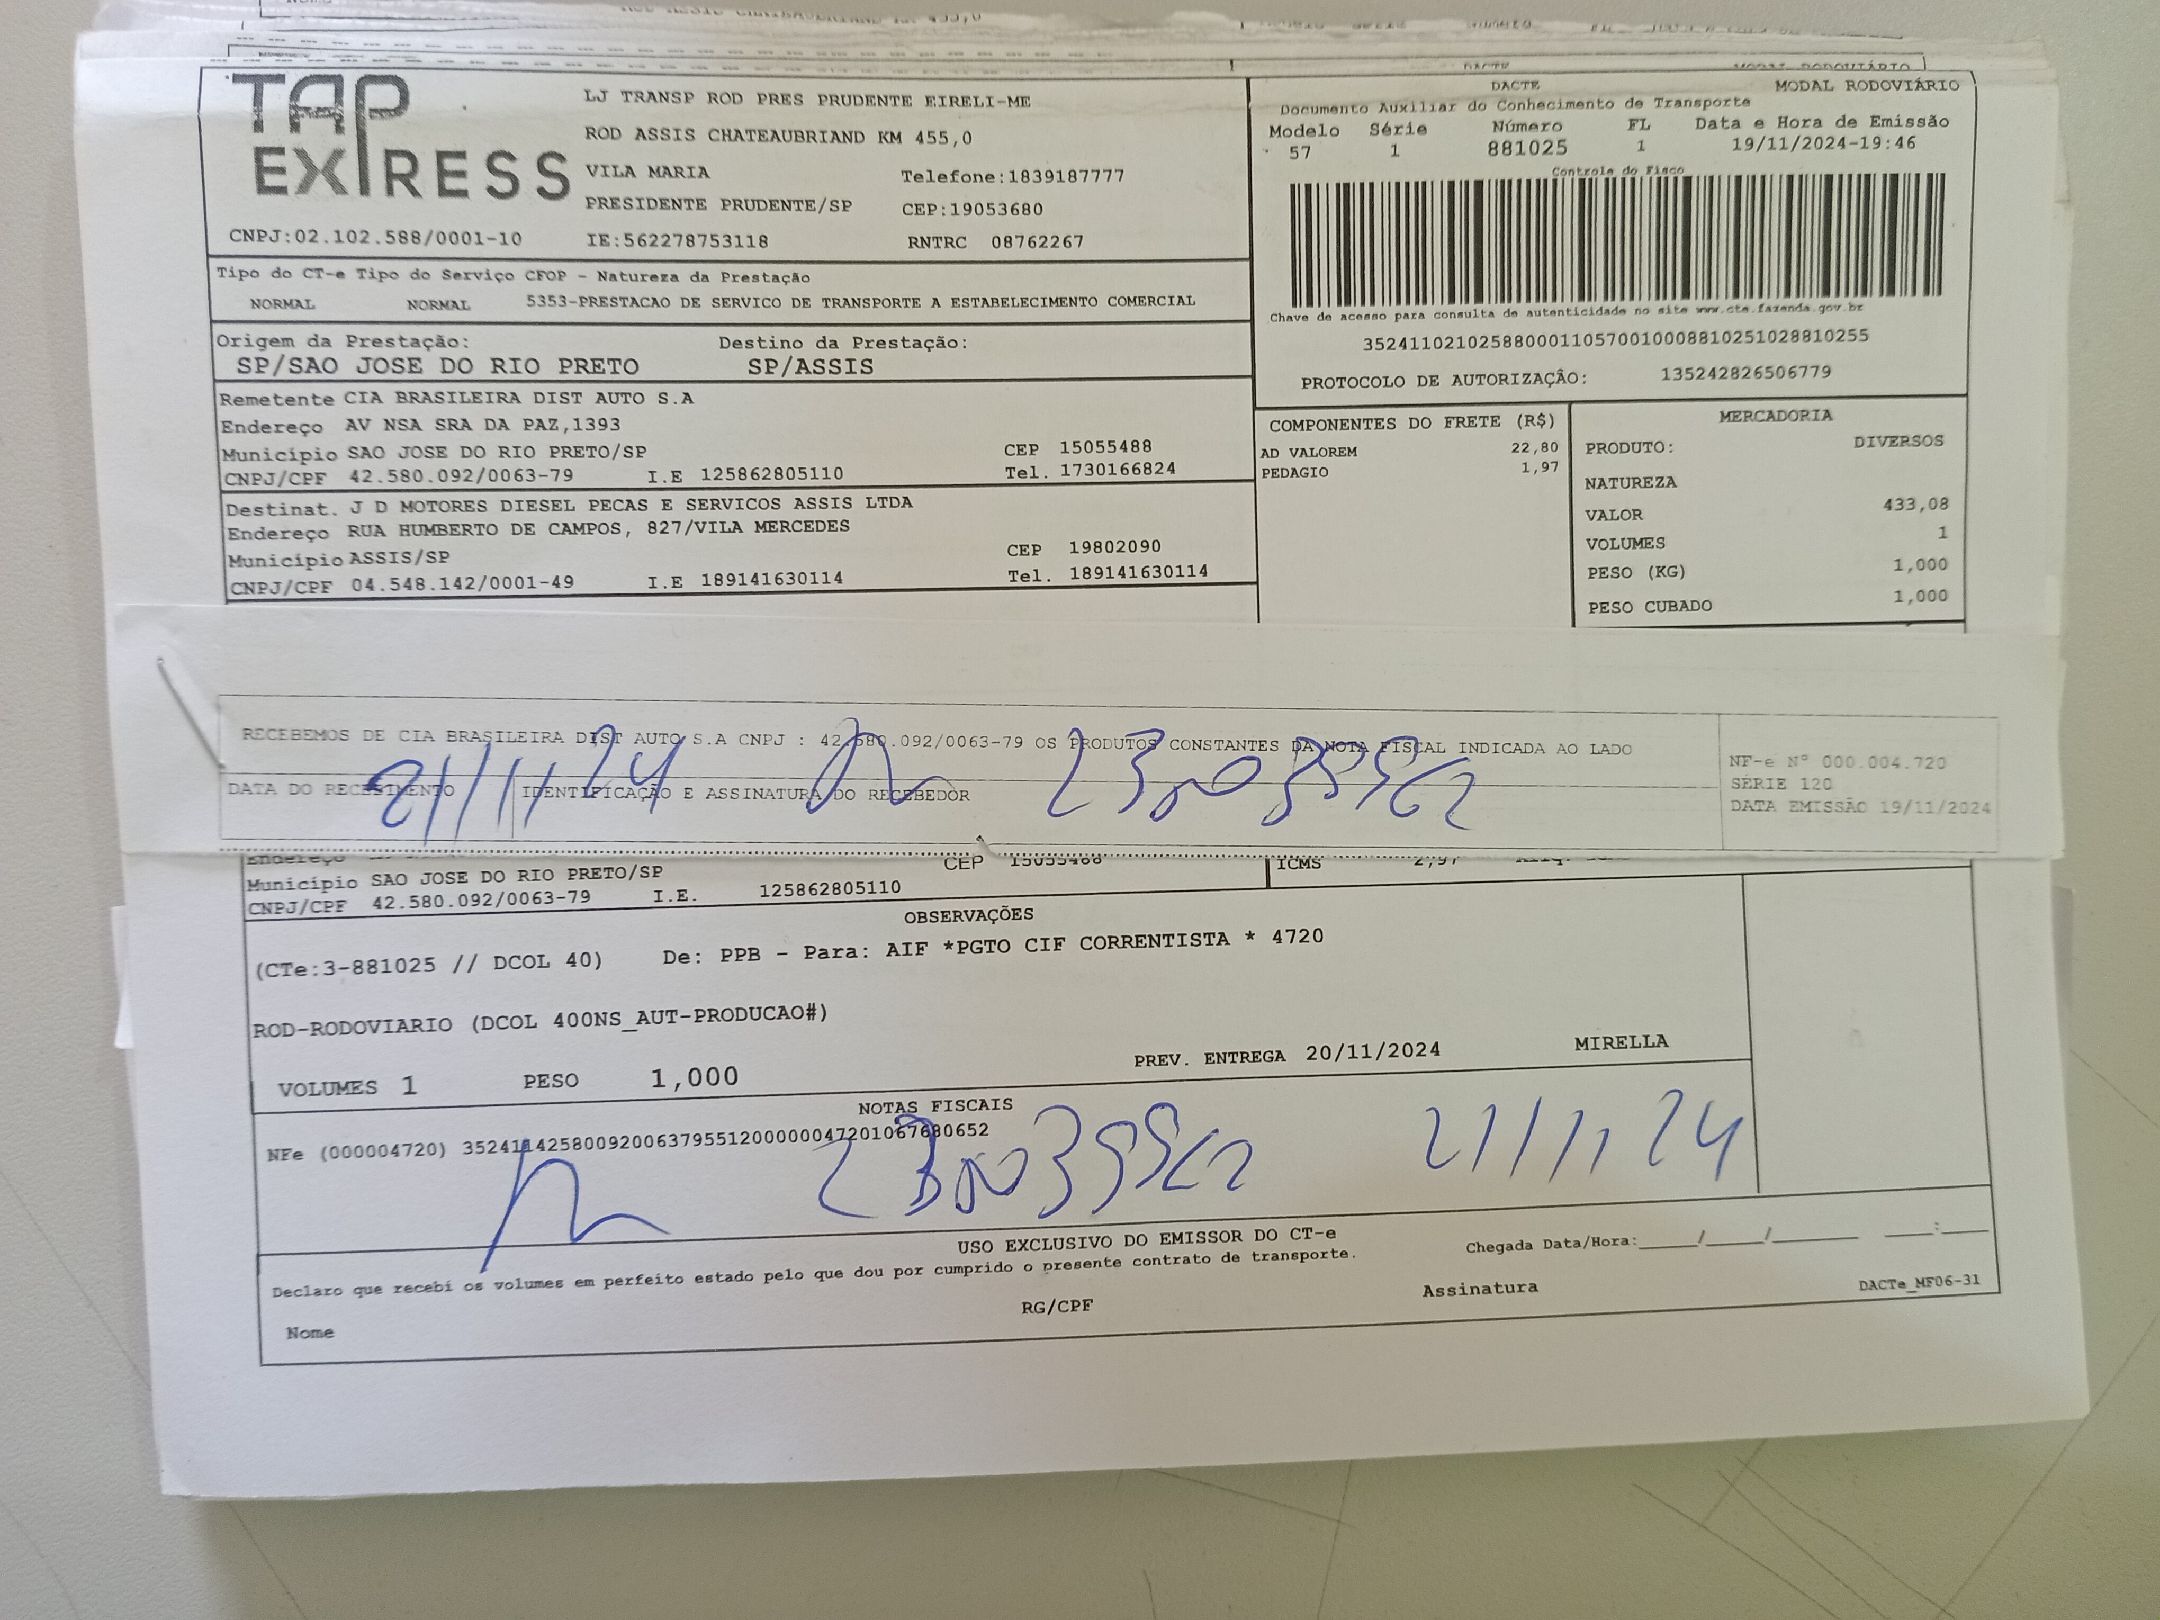 TAP EXPRESS
LJ TRANSP ROD PRES PRUDENTE EIRELI-ME
ROD ASSIS CHATEAUBRIAND KM 455,0
VILA MARIA Telefone:1839187777
PRESIDENTE PRUDENTE/SP CEP:19053680
CNPJ:02.102.588/0001-10 IE:562278753118 RNTRC 08762267
DACTE MODAL RODOVIÁRIO
Documento Auxiliar do Conhecimento de Transporte
Modelo Série Número FL Data e Hora de Emissão
57 1 881025 1 19/11/2024-19:46
Controle do Fisco
Chave de acesso para consulta de autenticidade no site www.cte.fazenda.gov.br
35241102102588000110570010008810251028810255
PROTOCOLO DE AUTORIZAÇÃO: 135242826506779
Tipo do CT-e Tipo do Serviço CFOP - Natureza da Prestação
NORMAL NORMAL 5353-PRESTACAO DE SERVICO DE TRANSPORTE A ESTABELECIMENTO COMERCIAL
Origem da Prestação: Destino da Prestação:
SP/SAO JOSE DO RIO PRETO SP/ASSIS
Remetente CIA BRASILEIRA DIST AUTO S.A
Endereço AV NSA SRA DA PAZ,1393
Município SAO JOSE DO RIO PRETO/SP CEP 15055488
CNPJ/CPF 42.580.092/0063-79 I.E 125862805110 Tel. 1730166824
Destinat. J D MOTORES DIESEL PECAS E SERVICOS ASSIS LTDA
Endereço RUA HUMBERTO DE CAMPOS, 827/VILA MERCEDES
Município ASSIS/SP CEP 19802090
CNPJ/CPF 04.548.142/0001-49 I.E 189141630114 Tel. 189141630114
COMPONENTES DO FRETE (R$)
AD VALOREM 22,80
PEDAGIO 1,97
MERCADORIA
PRODUTO: DIVERSOS
NATUREZA
VALOR 433,08
VOLUMES 1
PESO (KG) 1,000
PESO CUBADO 1,000
RECEBEMOS DE CIA BRASILEIRA DIST AUTO S.A CNPJ : 42.580.092/0063-79 OS PRODUTOS CONSTANTES DA NOTA FISCAL INDICADA AO LADO
DATA DO RECEBIMENTO IDENTIFICAÇÃO E ASSINATURA DO RECEBEDOR
21/11/24
NF-e Nº 000.004.720
SÉRIE 120
DATA EMISSÃO 19/11/2024
Endereço CEP 15055488 ICMS 2,97
Município SAO JOSE DO RIO PRETO/SP
CNPJ/CPF 42.580.092/0063-79 I.E. 125862805110
OBSERVAÇÕES
(CTe:3-881025 // DCOL 40) De: PPB - Para: AIF *PGTO CIF CORRENTISTA * 4720
ROD-RODOVIARIO (DCOL 400NS_AUT-PRODUCAO#)
PREV. ENTREGA 20/11/2024 MIRELLA
VOLUMES 1 PESO 1,000
NOTAS FISCAIS
NFe (000004720) 35241142580092006379551200000047201067680652
21/11/24
USO EXCLUSIVO DO EMISSOR DO CT-e
Declaro que recebi os volumes em perfeito estado pelo que dou por cumprido o presente contrato de transporte.
Chegada Data/Hora:_____/_____/_______ ____:____
Nome RG/CPF Assinatura DACTe_MF06-31